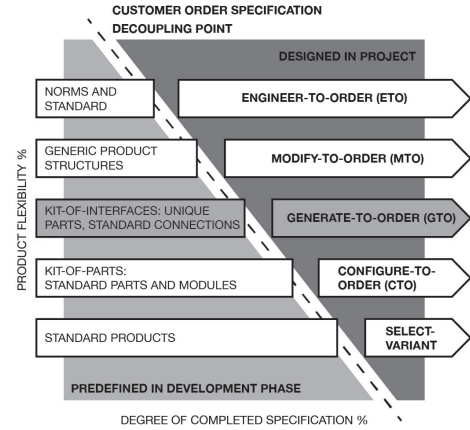 CUSTOMER ORDER SPECIFICATION
DECOUPLING POINT
DESIGNED IN PROJECT
NORMS AND
STANDARD
ENGINEER-TO-ORDER (ETO)
GENERIC PRODUCT
STRUCTURES
MODIFY-TO-ORDER (MTO)
KIT-OF-INTERFACES: UNIQUE
PARTS, STANDARD CONNECTIONS
GENERATE-TO-ORDER (GTO)
KIT-OF-PARTS:
STANDARD PARTS AND MODULES
CONFIGURE-TO-
ORDER (CTO)
STANDARD PRODUCTS
SELECT-
VARIANT
PREDEFINED IN DEVELOPMENT PHASE
PRODUCT FLEXIBILITY %
DEGREE OF COMPLETED SPECIFICATION %